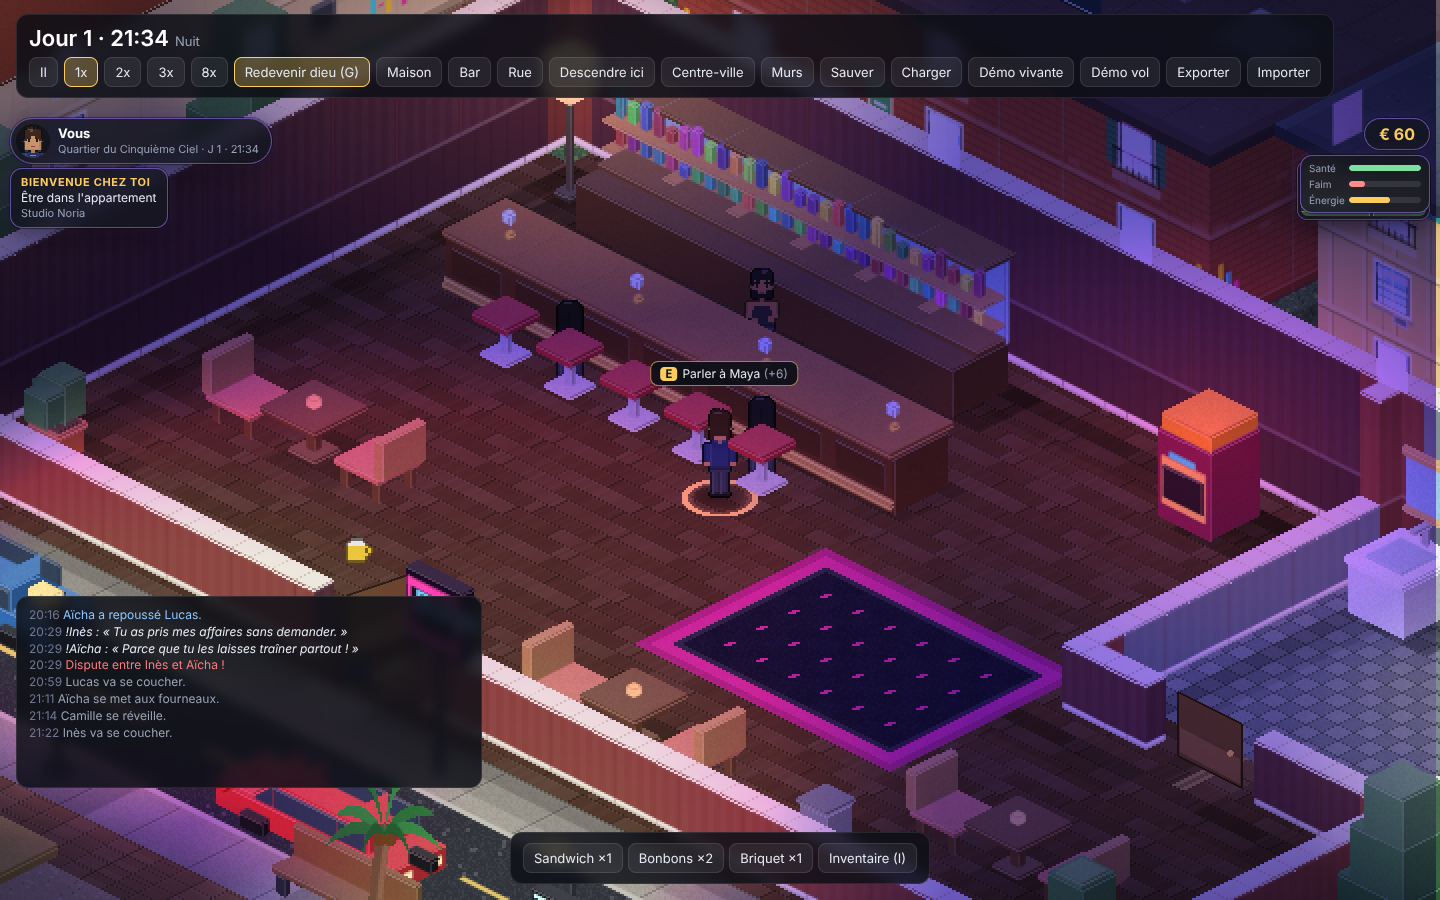 Jour 1 · 21:34 Nuit
II 1x 2x 3x 8x Redevenir dieu (G) Maison Bar Rue Descendre ici Centre-ville Murs Sauver Charger Démo vivante Démo vol Exporter Importer
Vous
Quartier du Cinquième Ciel · J 1 · 21:34
€ 60
BIENVENUE CHEZ TOI
Être dans l'appartement
Studio Noria
Santé
Faim
Énergie
E Parler à Maya (+6)
20:16 Aïcha a repoussé Lucas.
20:29 !Inès : « Tu as pris mes affaires sans demander. »
20:29 !Aïcha : « Parce que tu les laisses traîner partout ! »
20:29 Dispute entre Inès et Aïcha !
20:59 Lucas va se coucher.
21:11 Aïcha se met aux fourneaux.
21:14 Camille se réveille.
21:22 Inès va se coucher.
Sandwich ×1 Bonbons ×2 Briquet ×1 Inventaire (I)